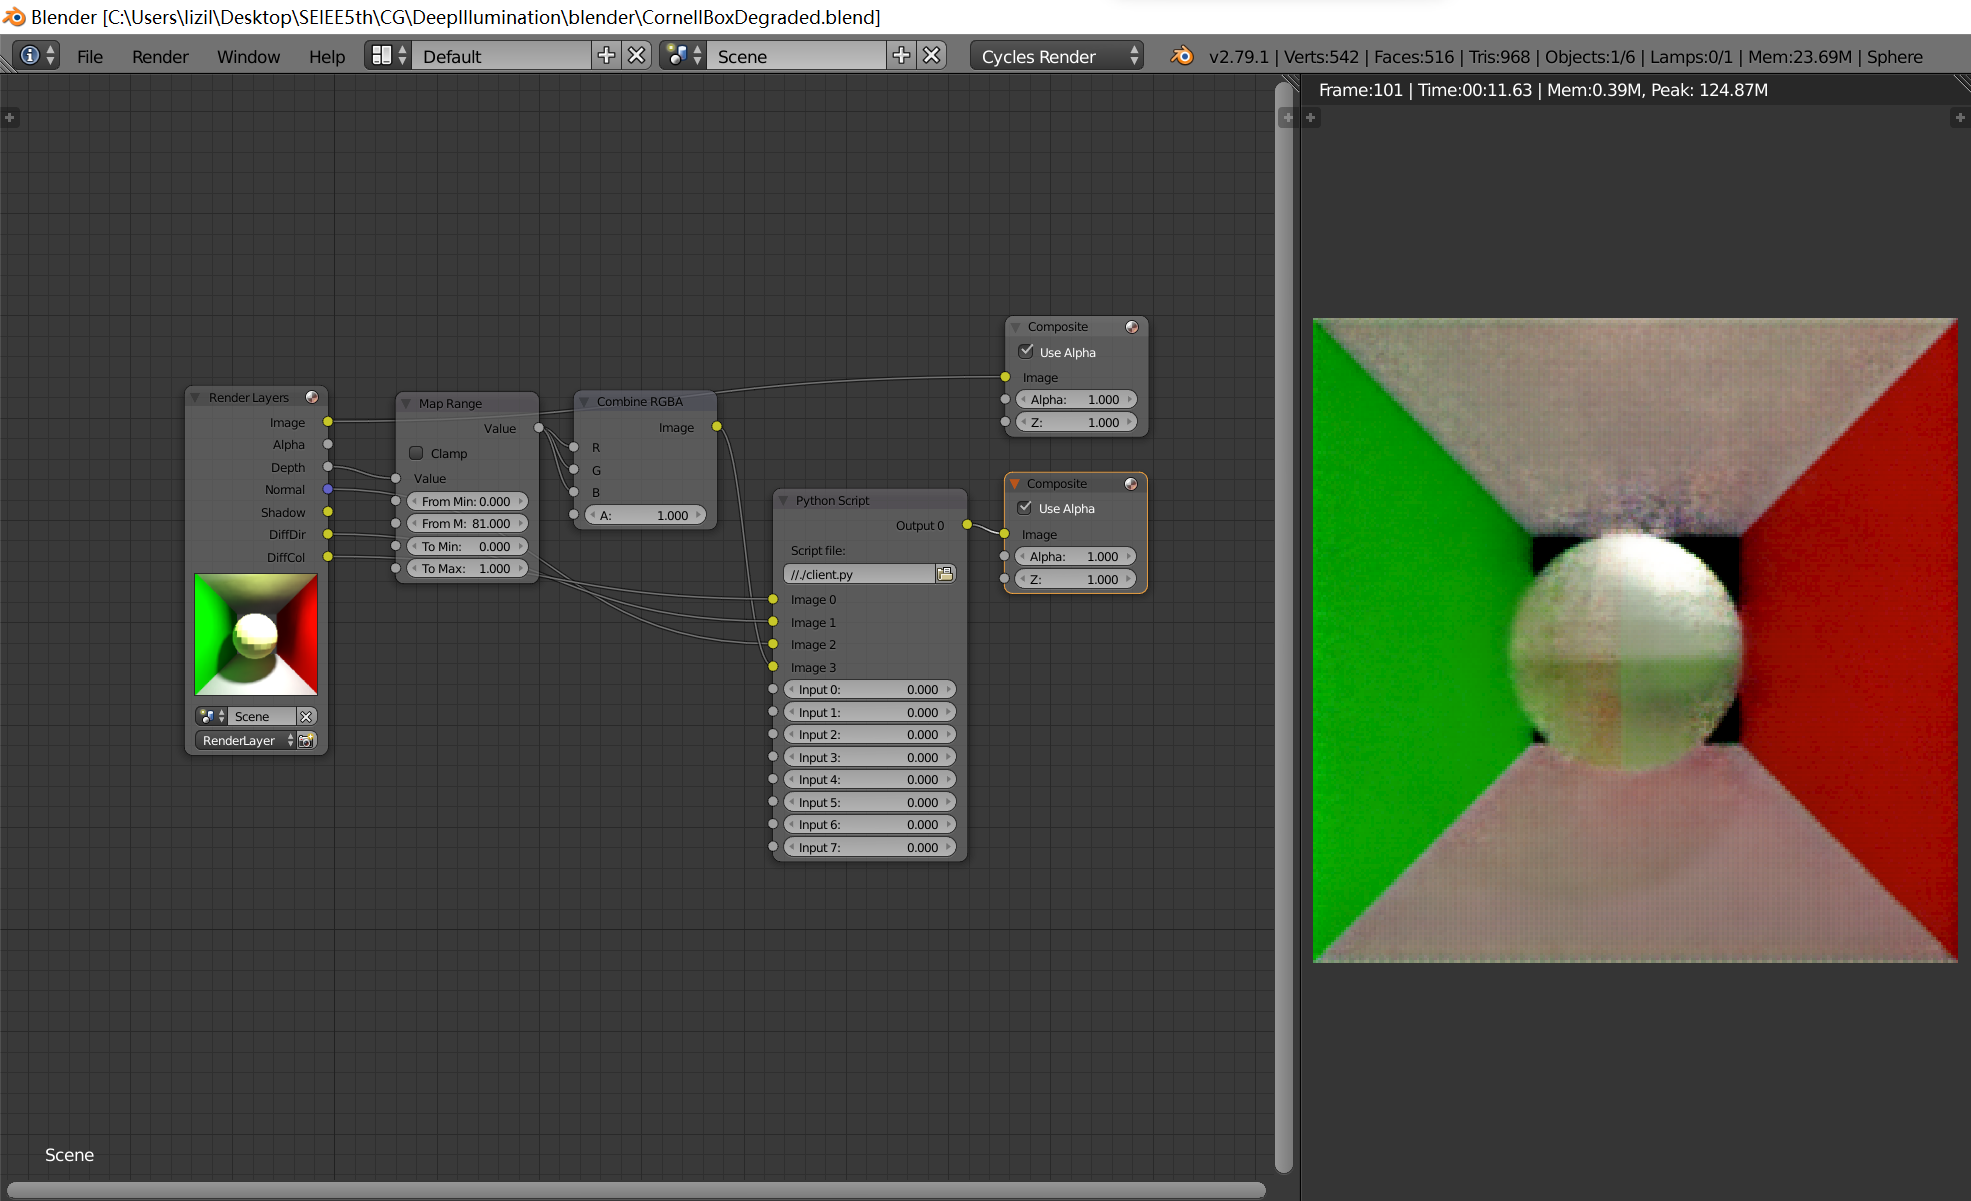 Blender [C:\Users\lizil\Desktop\SEIEE5th\CG\DeepIllumination\blender\CornellBoxDegraded.blend]
File Render Window Help Default Scene Cycles Render v2.79.1 | Verts:542 | Faces:516 | Tris:968 | Objects:1/6 | Lamps:0/1 | Mem:23.69M | Sphere
Frame:101 | Time:00:11.63 | Mem:0.39M, Peak: 124.87M
Render Layers
Image
Alpha
Depth
Normal
Shadow
DiffDir
DiffCol
Scene
RenderLayer
Map Range
Value
Clamp
Value
From Min: 0.000
From M: 81.000
To Min: 0.000
To Max: 1.000
Combine RGBA
Image
R
G
B
A: 1.000
Python Script
Output 0
Script file:
//./client.py
Image 0
Image 1
Image 2
Image 3
Input 0: 0.000
Input 1: 0.000
Input 2: 0.000
Input 3: 0.000
Input 4: 0.000
Input 5: 0.000
Input 6: 0.000
Input 7: 0.000
Composite
Use Alpha
Image
Alpha: 1.000
Z: 1.000
Composite
Use Alpha
Image
Alpha: 1.000
Z: 1.000
Scene